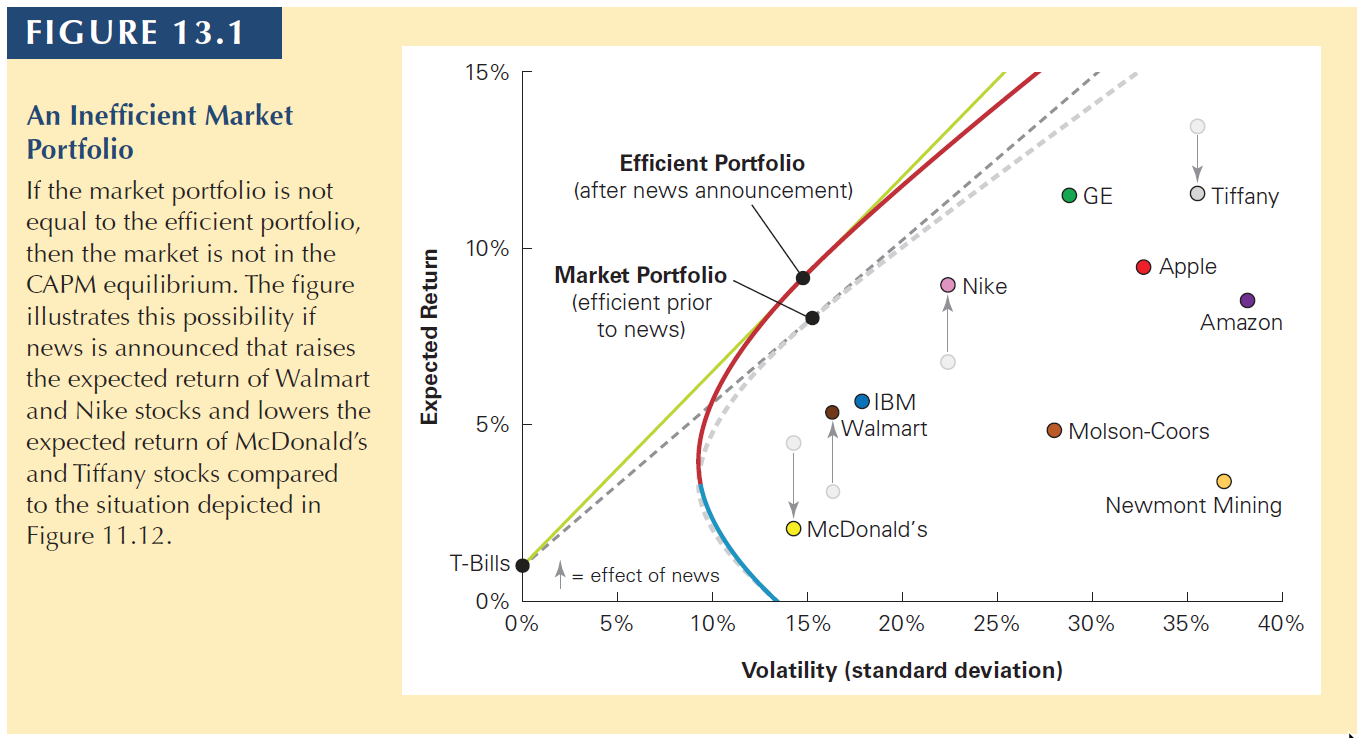 FIGURE 13.1
An Inefficient Market
Portfolio
If the market portfolio is not
equal to the efficient portfolio,
then the market is not in the
CAPM equilibrium. The figure
illustrates this possibility if
news is announced that raises
the expected return of Walmart
and Nike stocks and lowers the
expected return of McDonald’s
and Tiffany stocks compared
to the situation depicted in
Figure 11.12.
15%
10%
5%
0%
Expected Return
Efficient Portfolio
(after news announcement)
Market Portfolio
(efficient prior
to news)
GE
Tiffany
Apple
Nike
Amazon
IBM
Walmart
Molson-Coors
Newmont Mining
McDonald’s
T-Bills
= effect of news
0% 5% 10% 15% 20% 25% 30% 35% 40%
Volatility (standard deviation)